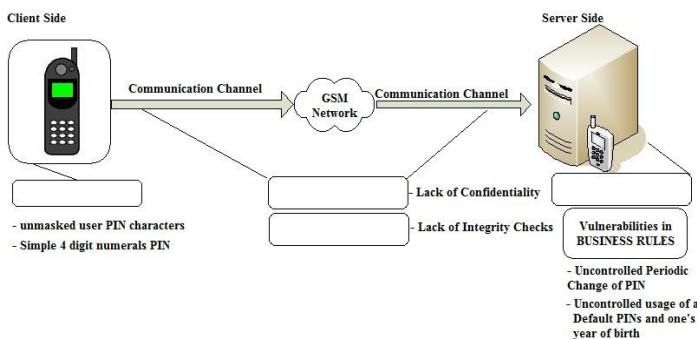 Client Side
Server Side
Communication Channel
GSM
Network
Communication Channel
- Lack of Confidentiality
- Lack of Integrity Checks
- unmasked user PIN characters
- Simple 4 digit numerals PIN
Vulnerabilities in
BUSINESS RULES
- Uncontrolled Periodic
Change of PIN
- Uncontrolled usage of a
Default PINs and one's
year of birth